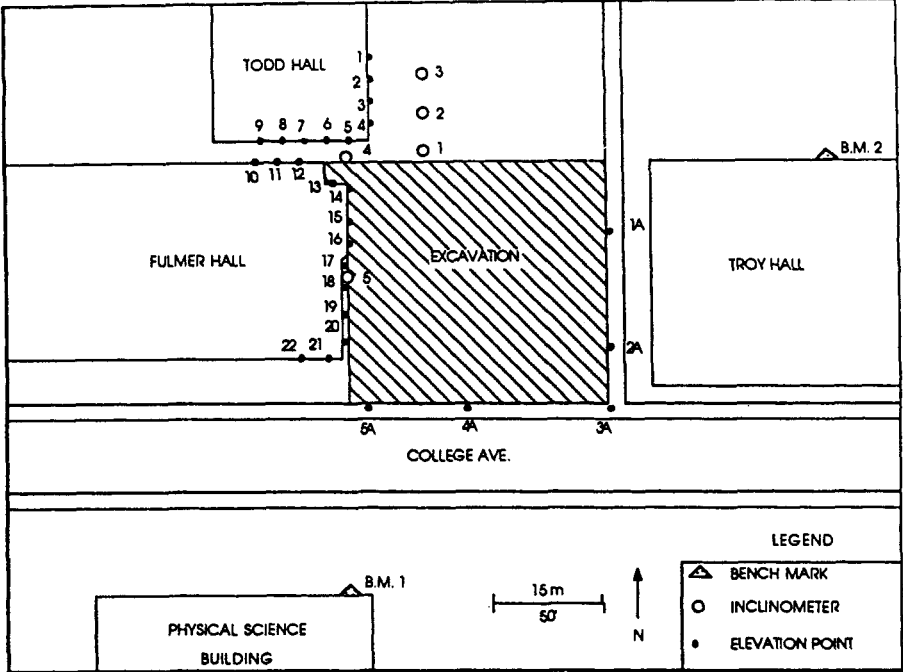 TODD HALL
1
2
3
4
3
2
1
9 8 7 6 5
4
10 11 12
13
14
15
16
17
18
19
20
5
22 21
FULMER HALL
EXCAVATION
TROY HALL
B.M. 2
1A
2A
5A 4A 3A
COLLEGE AVE.
B.M. 1
PHYSICAL SCIENCE
BUILDING
15 m
50'
N
LEGEND
BENCH MARK
INCLINOMETER
ELEVATION POINT